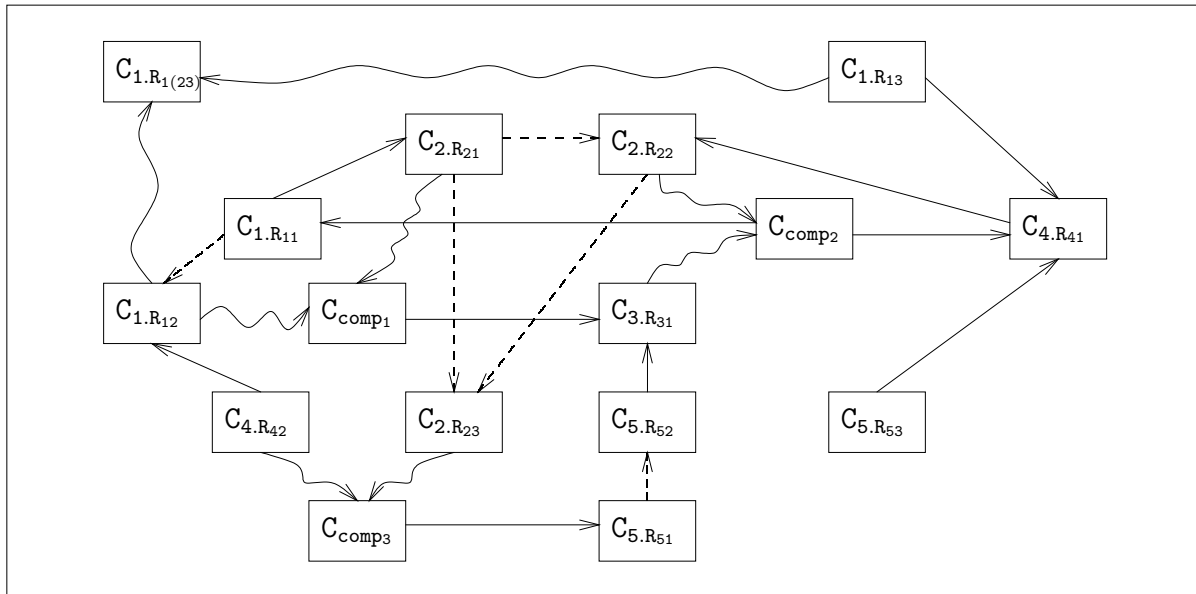 C1.R1(23)
C1.R13
C2.R21
C2.R22
C1.R11
Ccomp2
C4.R41
C1.R12
Ccomp1
C3.R31
C4.R42
C2.R23
C5.R52
C5.R53
Ccomp3
C5.R51